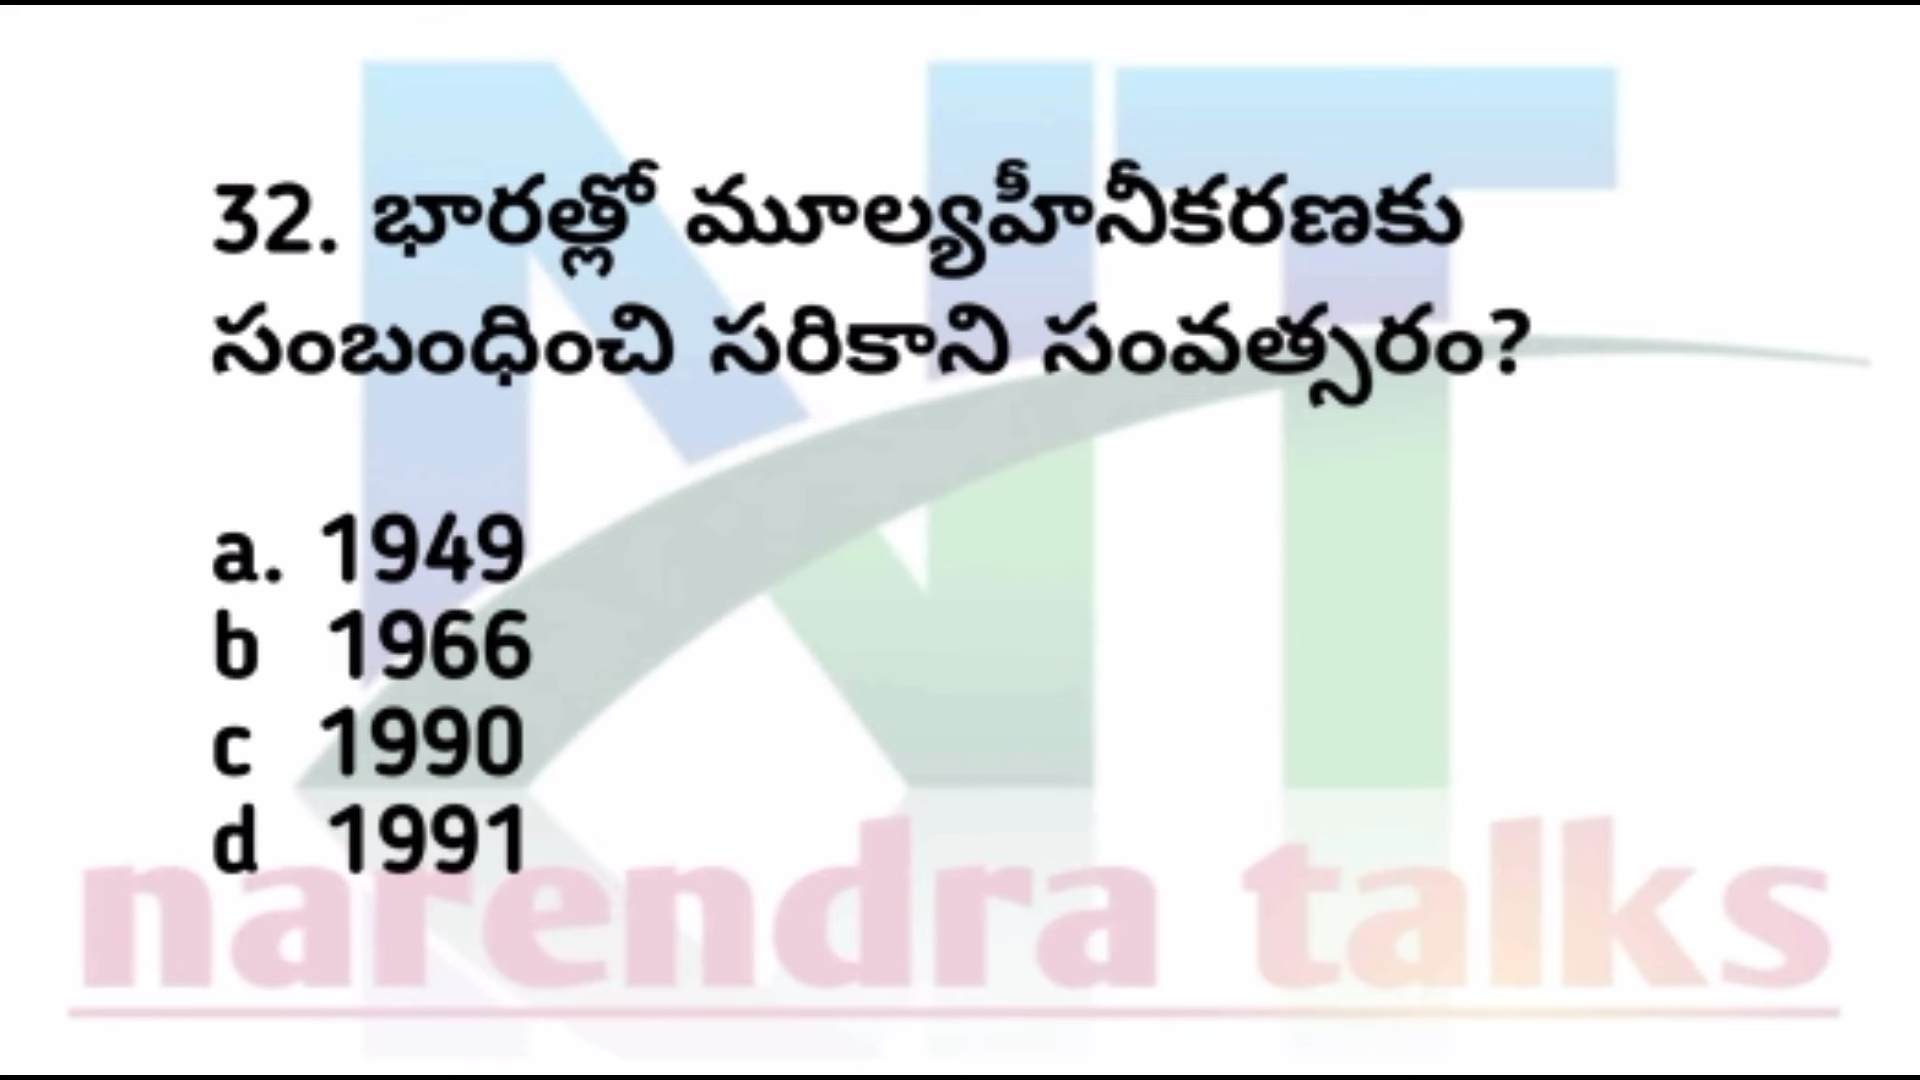 32. భారత్లో మూల్యహీనీకరణకు
సంబంధించి సరికాని సంవత్సరం?
a. 1949
b 1966
c 1990
d 1991
narendra talks